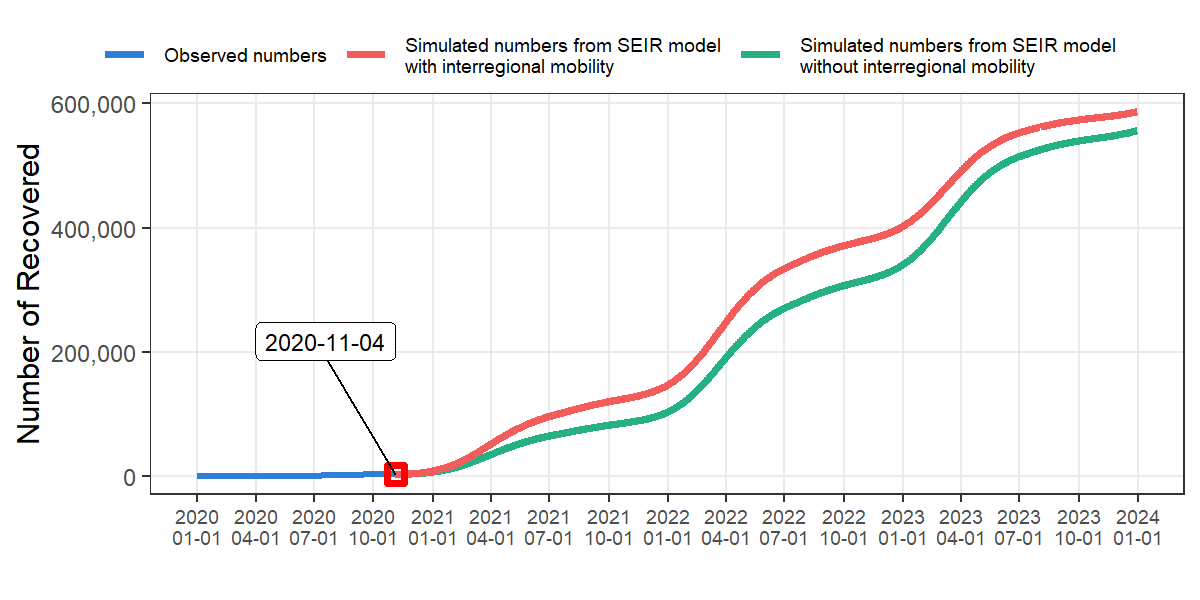 Observed numbers
Simulated numbers from SEIR model
with interregional mobility
Simulated numbers from SEIR model
without interregional mobility
Number of Recovered
600,000
400,000
200,000
0
2020-11-04
2020 2020 2020 2020 2021 2021 2021 2021 2022 2022 2022 2022 2023 2023 2023 2023 2024
01-01 04-01 07-01 10-01 01-01 04-01 07-01 10-01 01-01 04-01 07-01 10-01 01-01 04-01 07-01 10-01 01-01